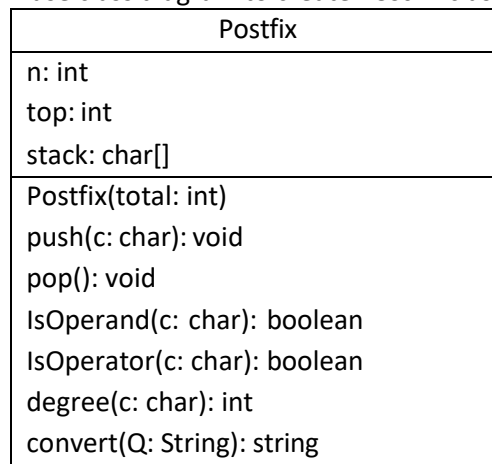 Postfix
n: int
top: int
stack: char[]
Postfix(total: int)
push(c: char): void
pop(): void
IsOperand(c: char): boolean
IsOperator(c: char): boolean
degree(c: char): int
convert(Q: String): string